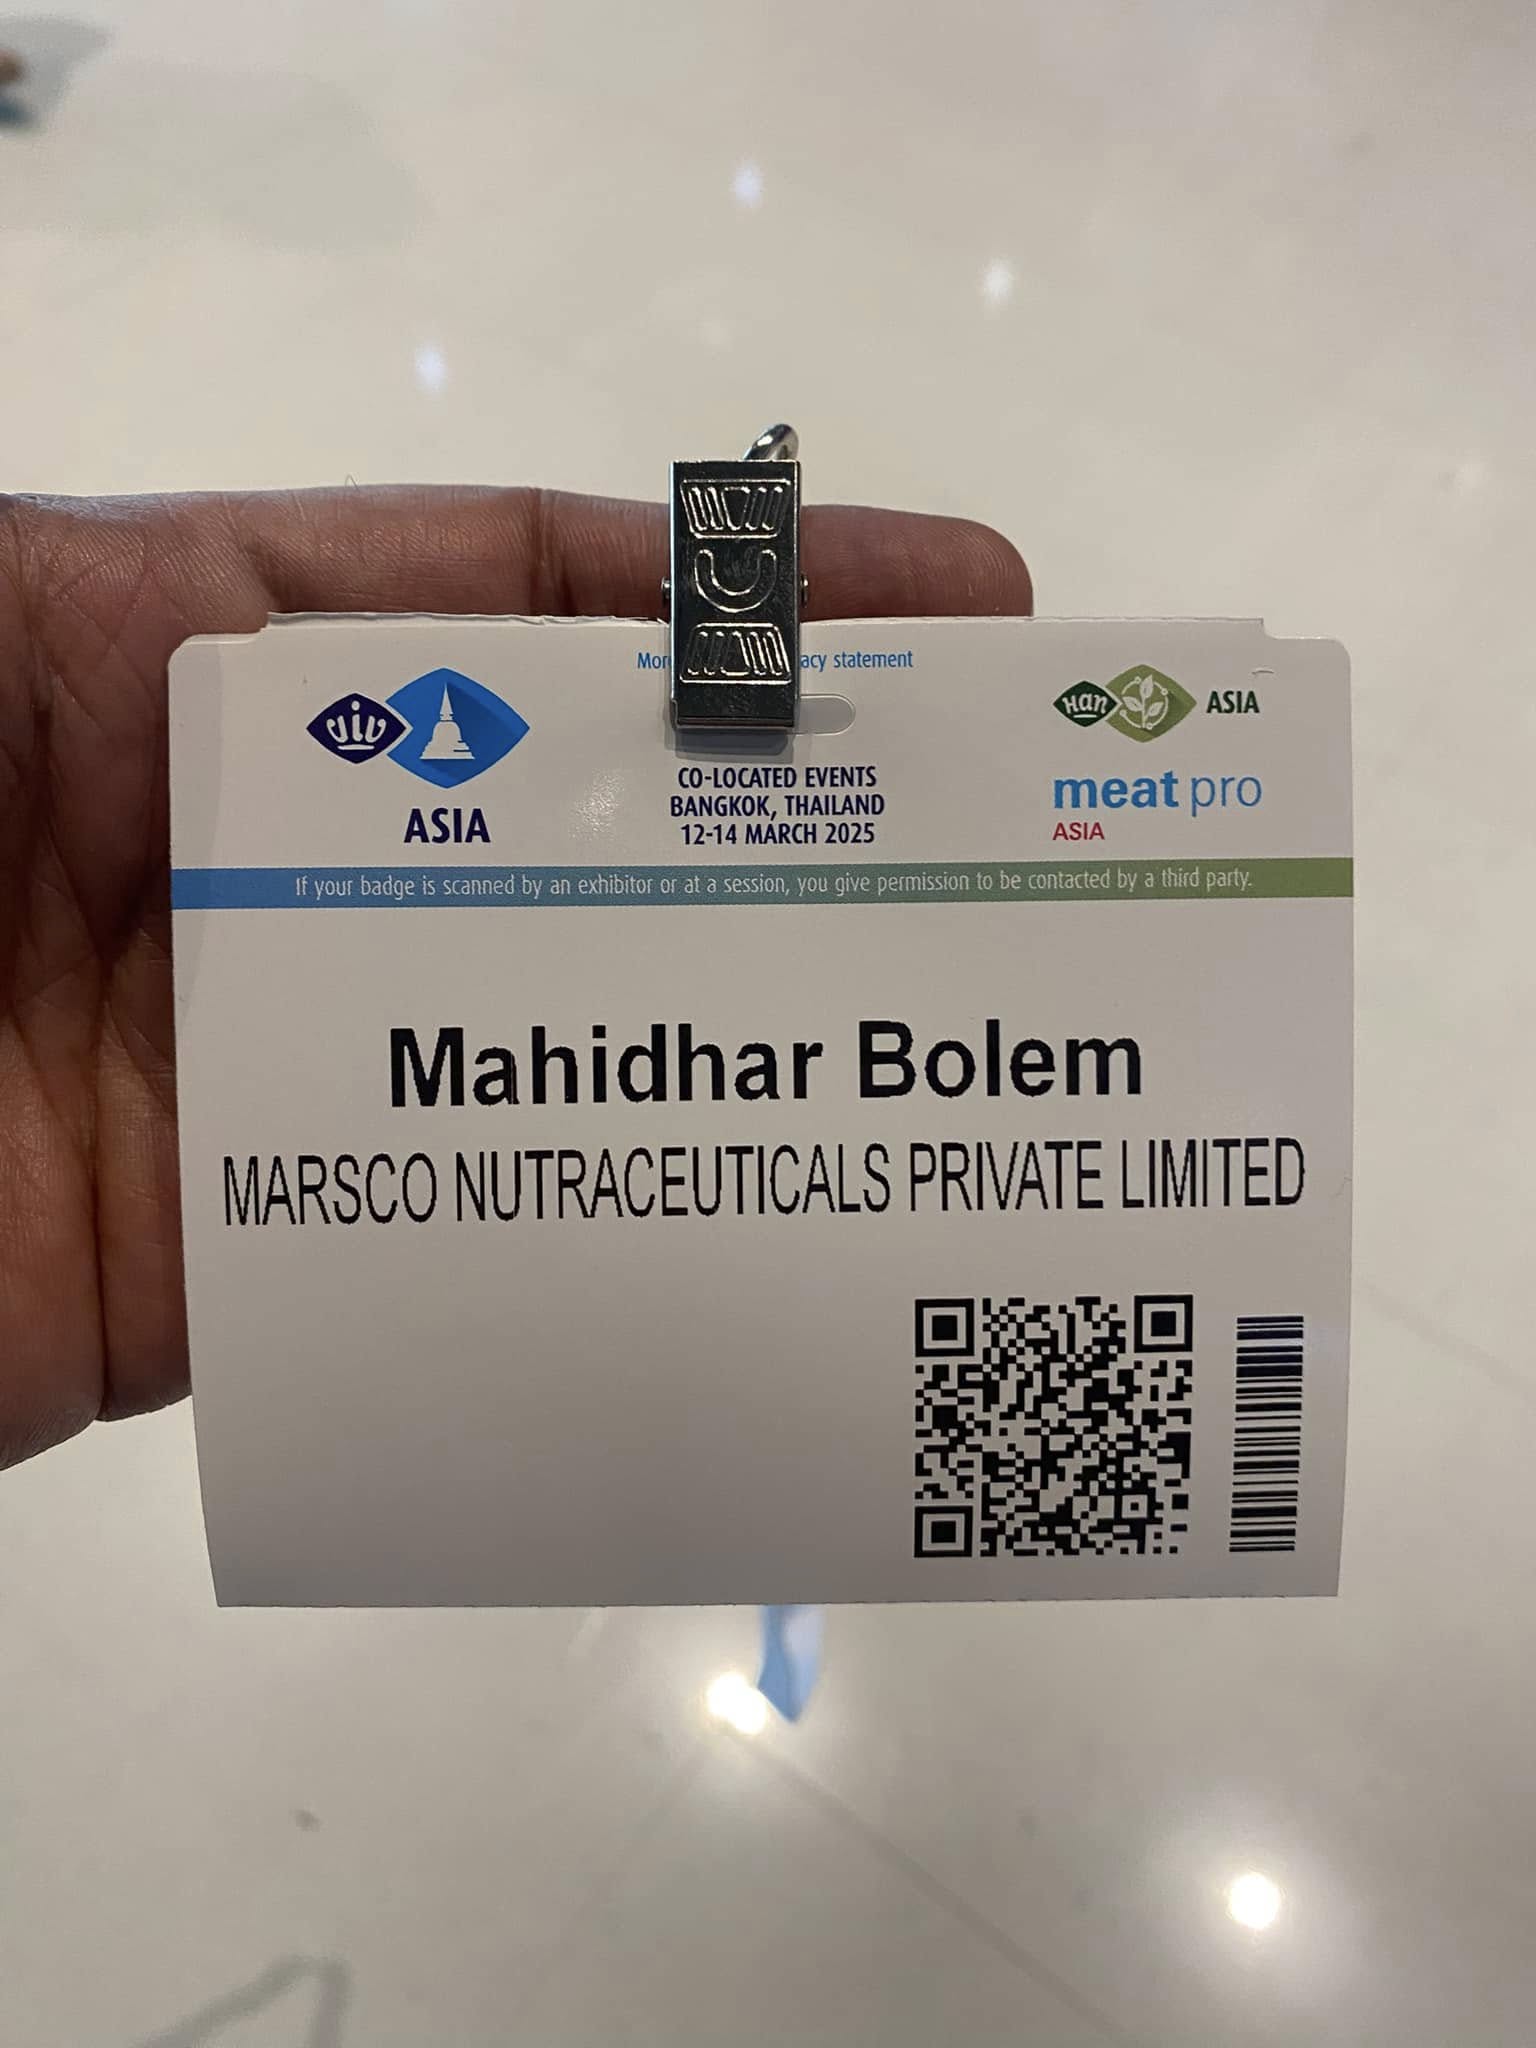 acy statement
viv
ASIA
CO-LOCATED EVENTS
BANGKOK, THAILAND
12-14 MARCH 2025
Han
ASIA
meat pro
ASIA
If your badge is scanned by an exhibitor or at a session, you give permission to be contacted by a third party.
Mahidhar Bolem
MARSCO NUTRACEUTICALS PRIVATE LIMITED